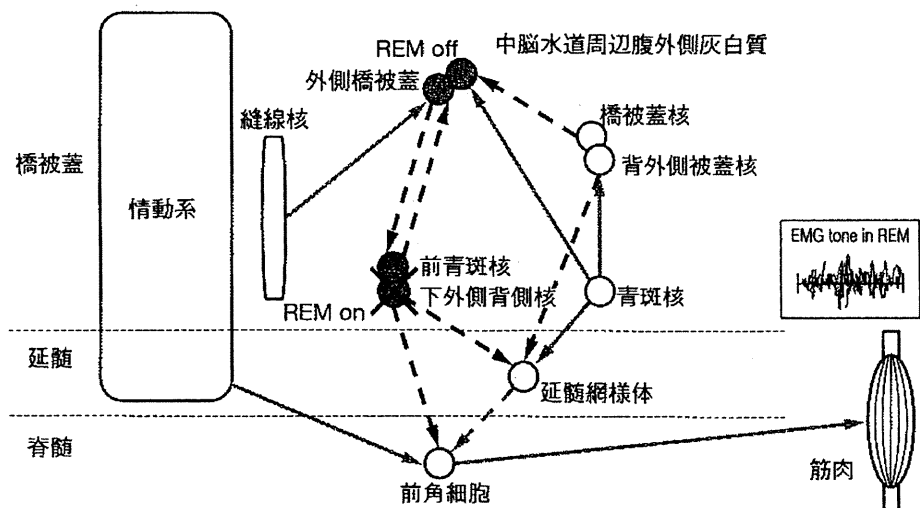 REM off
中脳水道周辺腹外側灰白質
外側橋被蓋
縫線核
橋被蓋核
橋被蓋
背外側被蓋核
情動系
EMG tone in REM
前青斑核
下外側背側核
青斑核
REM on
延髄
延髄網様体
脊髄
筋肉
前角細胞